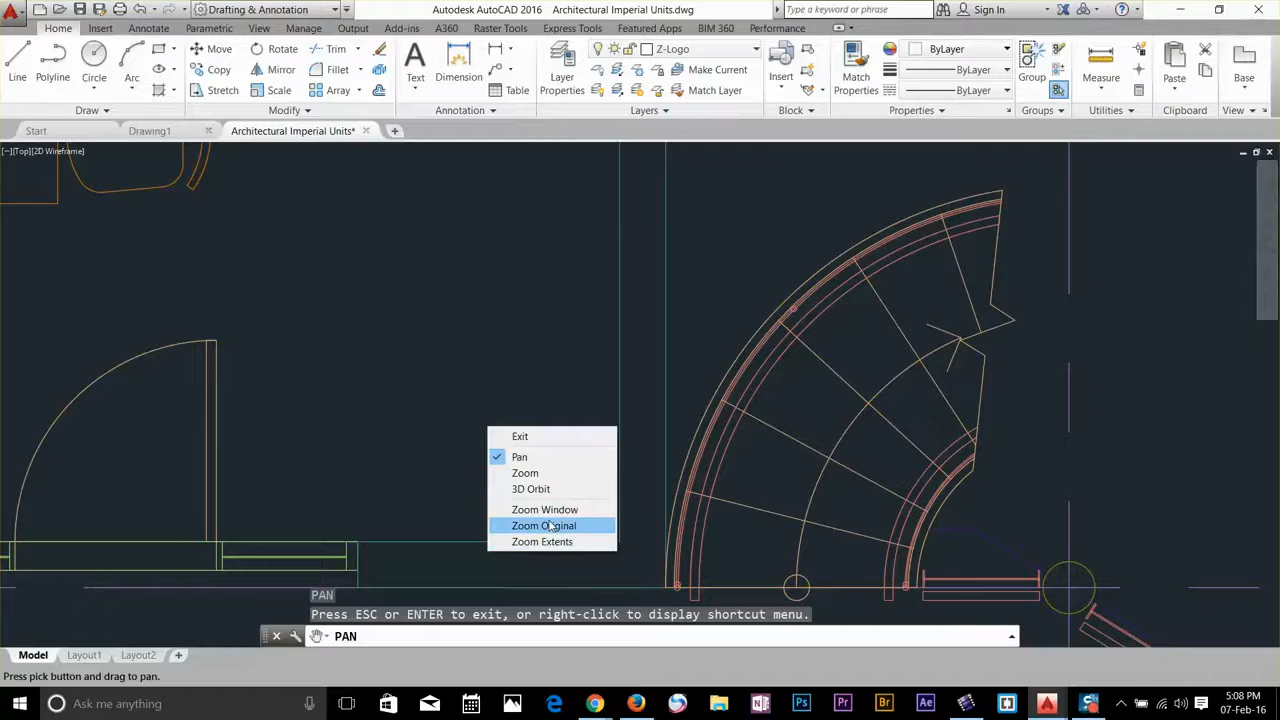 Drafting & Annotation
Autodesk AutoCAD 2016 Architectural Imperial Units.dwg
Type a keyword or phrase
Sign In
Home Insert Annotate Parametric View Manage Output Add-ins A360 Raster Tools Express Tools Featured Apps BIM 360 Performance
Line Polyline Circle Arc
Move Rotate Trim
Copy Mirror Fillet
Stretch Scale Array
Text Dimension Table
Layer Properties
Z-Logo
Make Current
Match Layer
Insert
Match Properties
ByLayer
ByLayer
ByLayer
Group Measure Paste Base
Draw Modify Annotation Layers Block Properties Groups Utilities Clipboard View
Start Drawing1 Architectural Imperial Units*
[−][Top][2D Wireframe]
Exit
Pan
Zoom
3D Orbit
Zoom Window
Zoom Original
Zoom Extents
PAN
Press ESC or ENTER to exit, or right-click to display shortcut menu.
PAN
Model Layout1 Layout2
Press pick button and drag to pan.
Ask me anything
Ps Pr Br Ae
5:08 PM
07-Feb-16